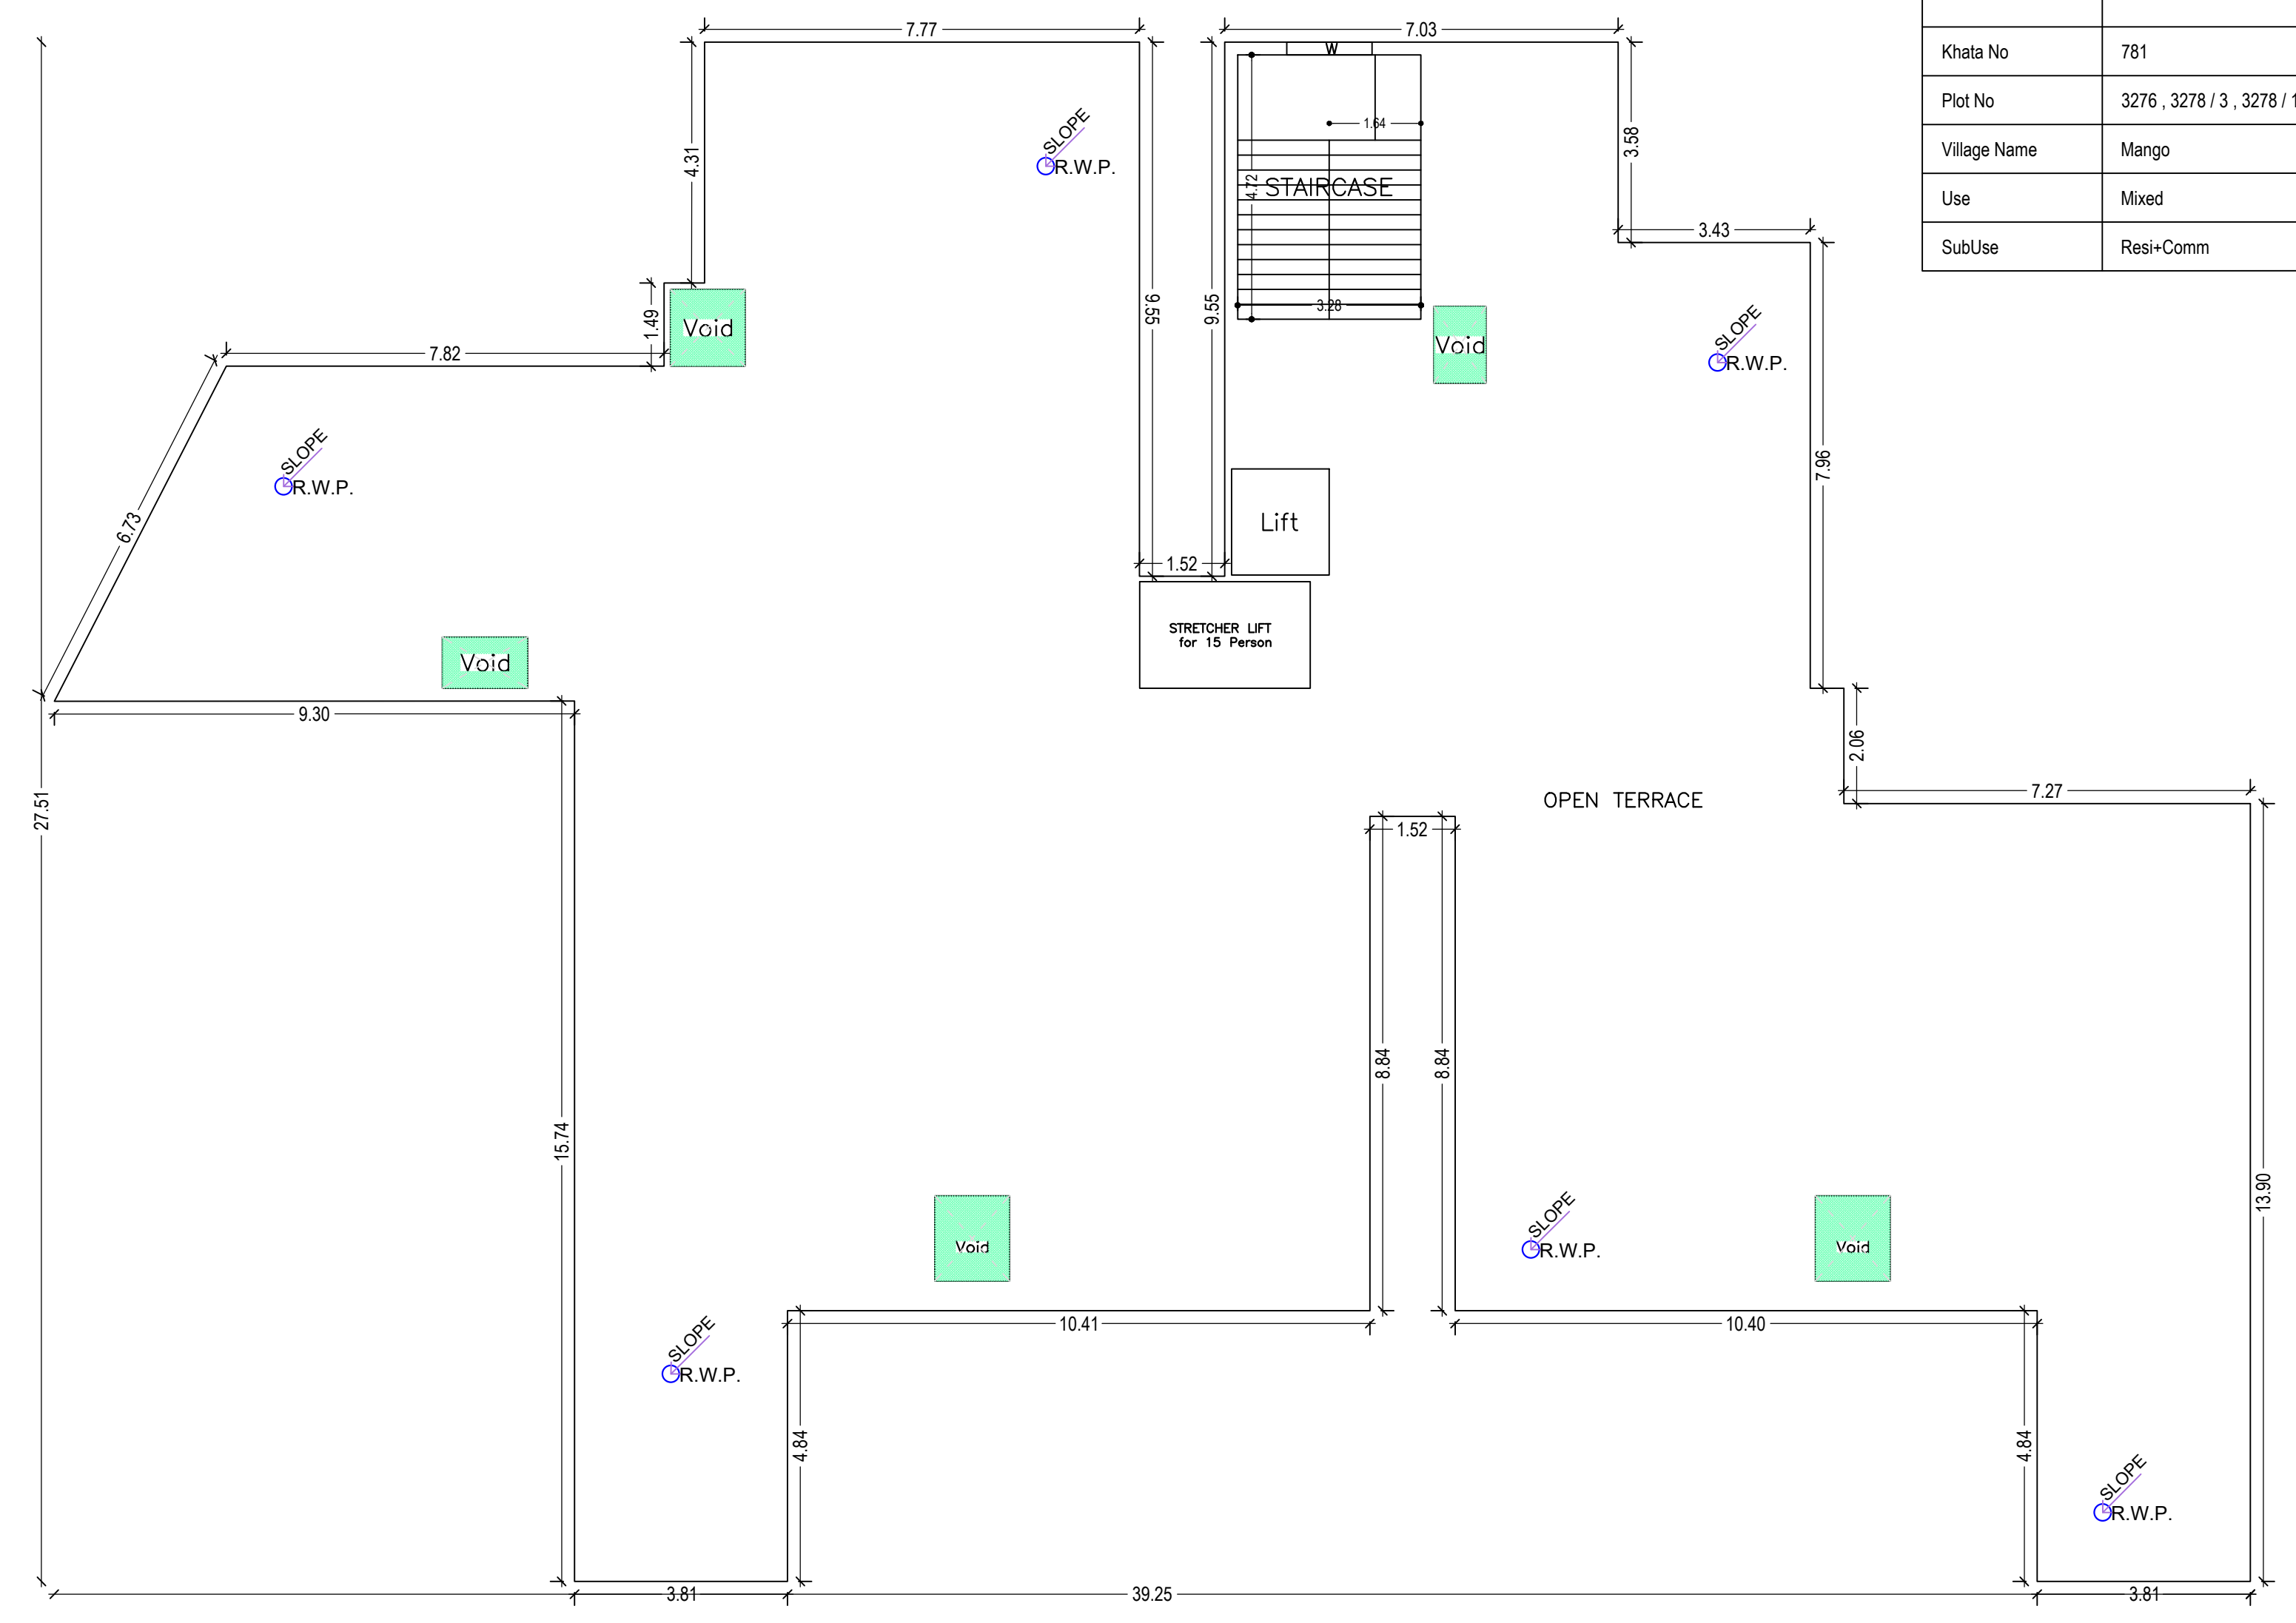 7.77
7.03
W
Khata No 781
Plot No 3276 , 3278 / 3 , 3278 / 1
Village Name Mango
Use Mixed
SubUse Resi+Comm
4.31
SLOPE
R.W.P.
1.64
4.72
STAIRCASE
3.28
3.58
3.43
1.49
Void
9.55
9.55
Void
SLOPE
R.W.P.
7.82
SLOPE
R.W.P.
6.73
7.96
Lift
1.52
STRETCHER LIFT
for 15 Person
Void
9.30
2.06
27.51
OPEN TERRACE
7.27
1.52
8.84
8.84
15.74
13.90
Void
SLOPE
R.W.P.
Void
10.41
10.40
SLOPE
R.W.P.
4.84
4.84
SLOPE
R.W.P.
3.81
39.25
3.81